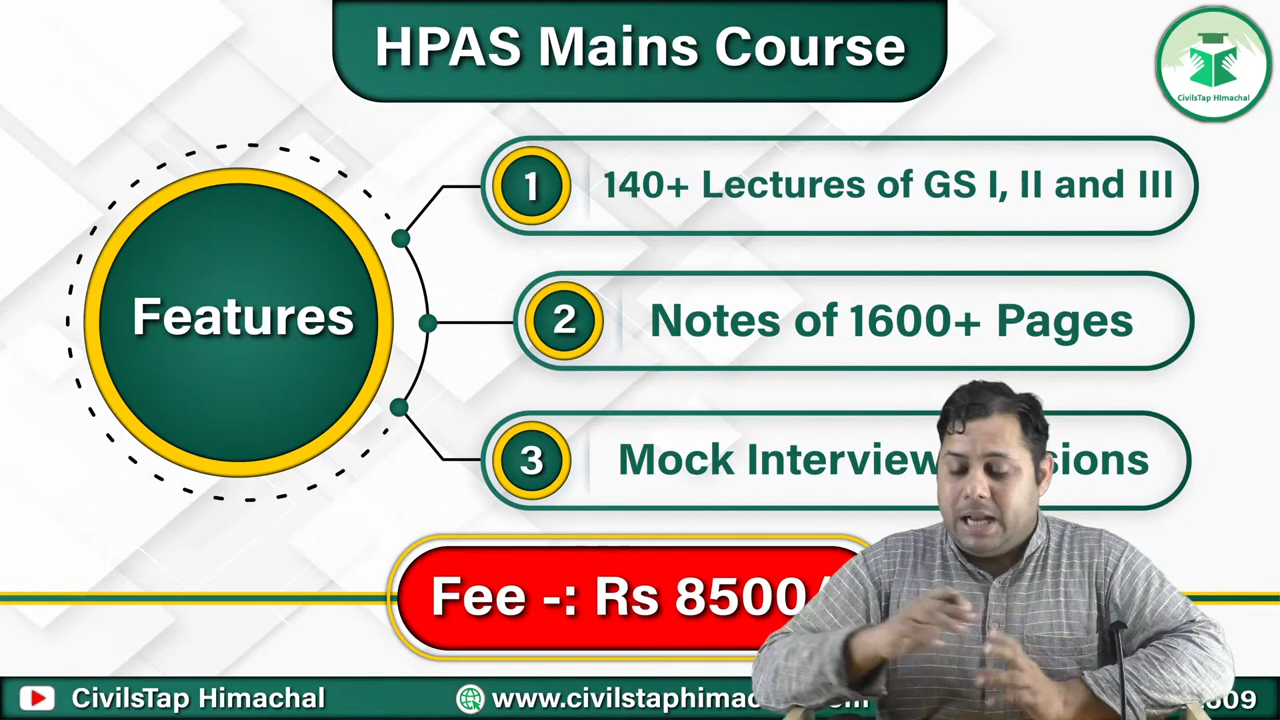 HPAS Mains Course
CivilsTap HImachal
1 140+ Lectures of GS I, II and III
Features
2 Notes of 1600+ Pages
3 Mock Interview
Fee -: Rs 8500
CivilsTap Himachal